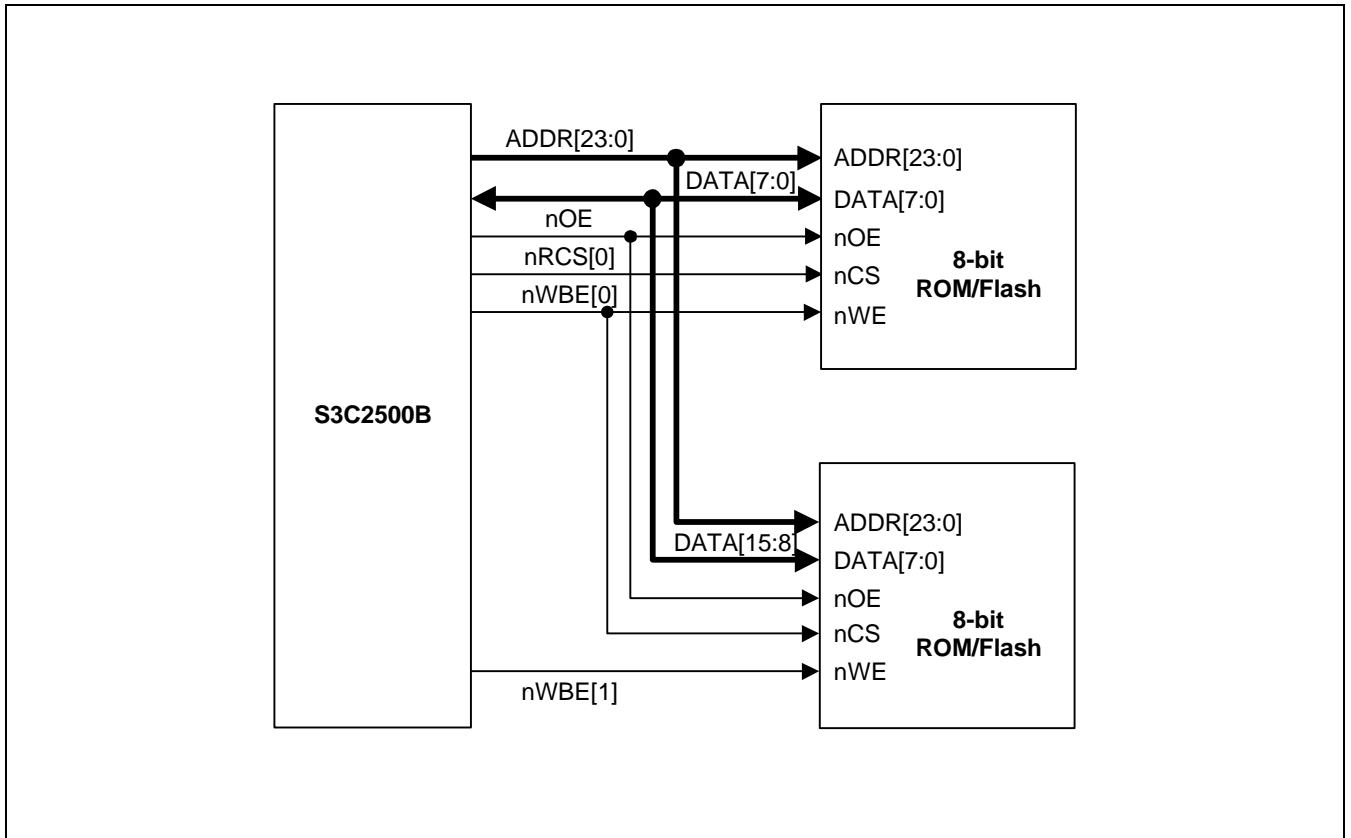 S3C2500B
ADDR[23:0]
DATA[7:0]
nOE
nRCS[0]
nWBE[0]
ADDR[23:0]
DATA[7:0]
nOE
nCS
nWE
8-bit
ROM/Flash
DATA[15:8]
nWBE[1]
ADDR[23:0]
DATA[7:0]
nOE
nCS
nWE
8-bit
ROM/Flash